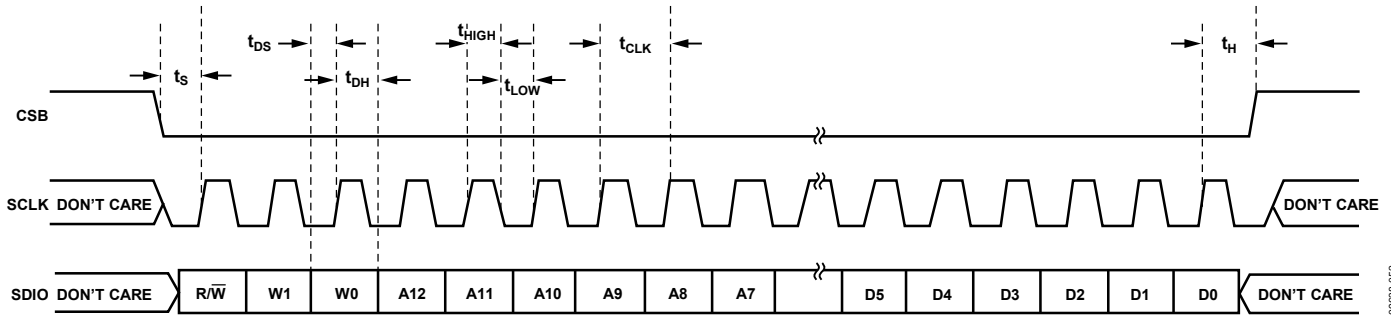 tDS
tHIGH
tCLK
tH
tS
tDH
tLOW
CSB
SCLK DON'T CARE
DON'T CARE
SDIO DON'T CARE
R/W̅ W1 W0 A12 A11 A10 A9 A8 A7 D5 D4 D3 D2 D1 D0
DON'T CARE